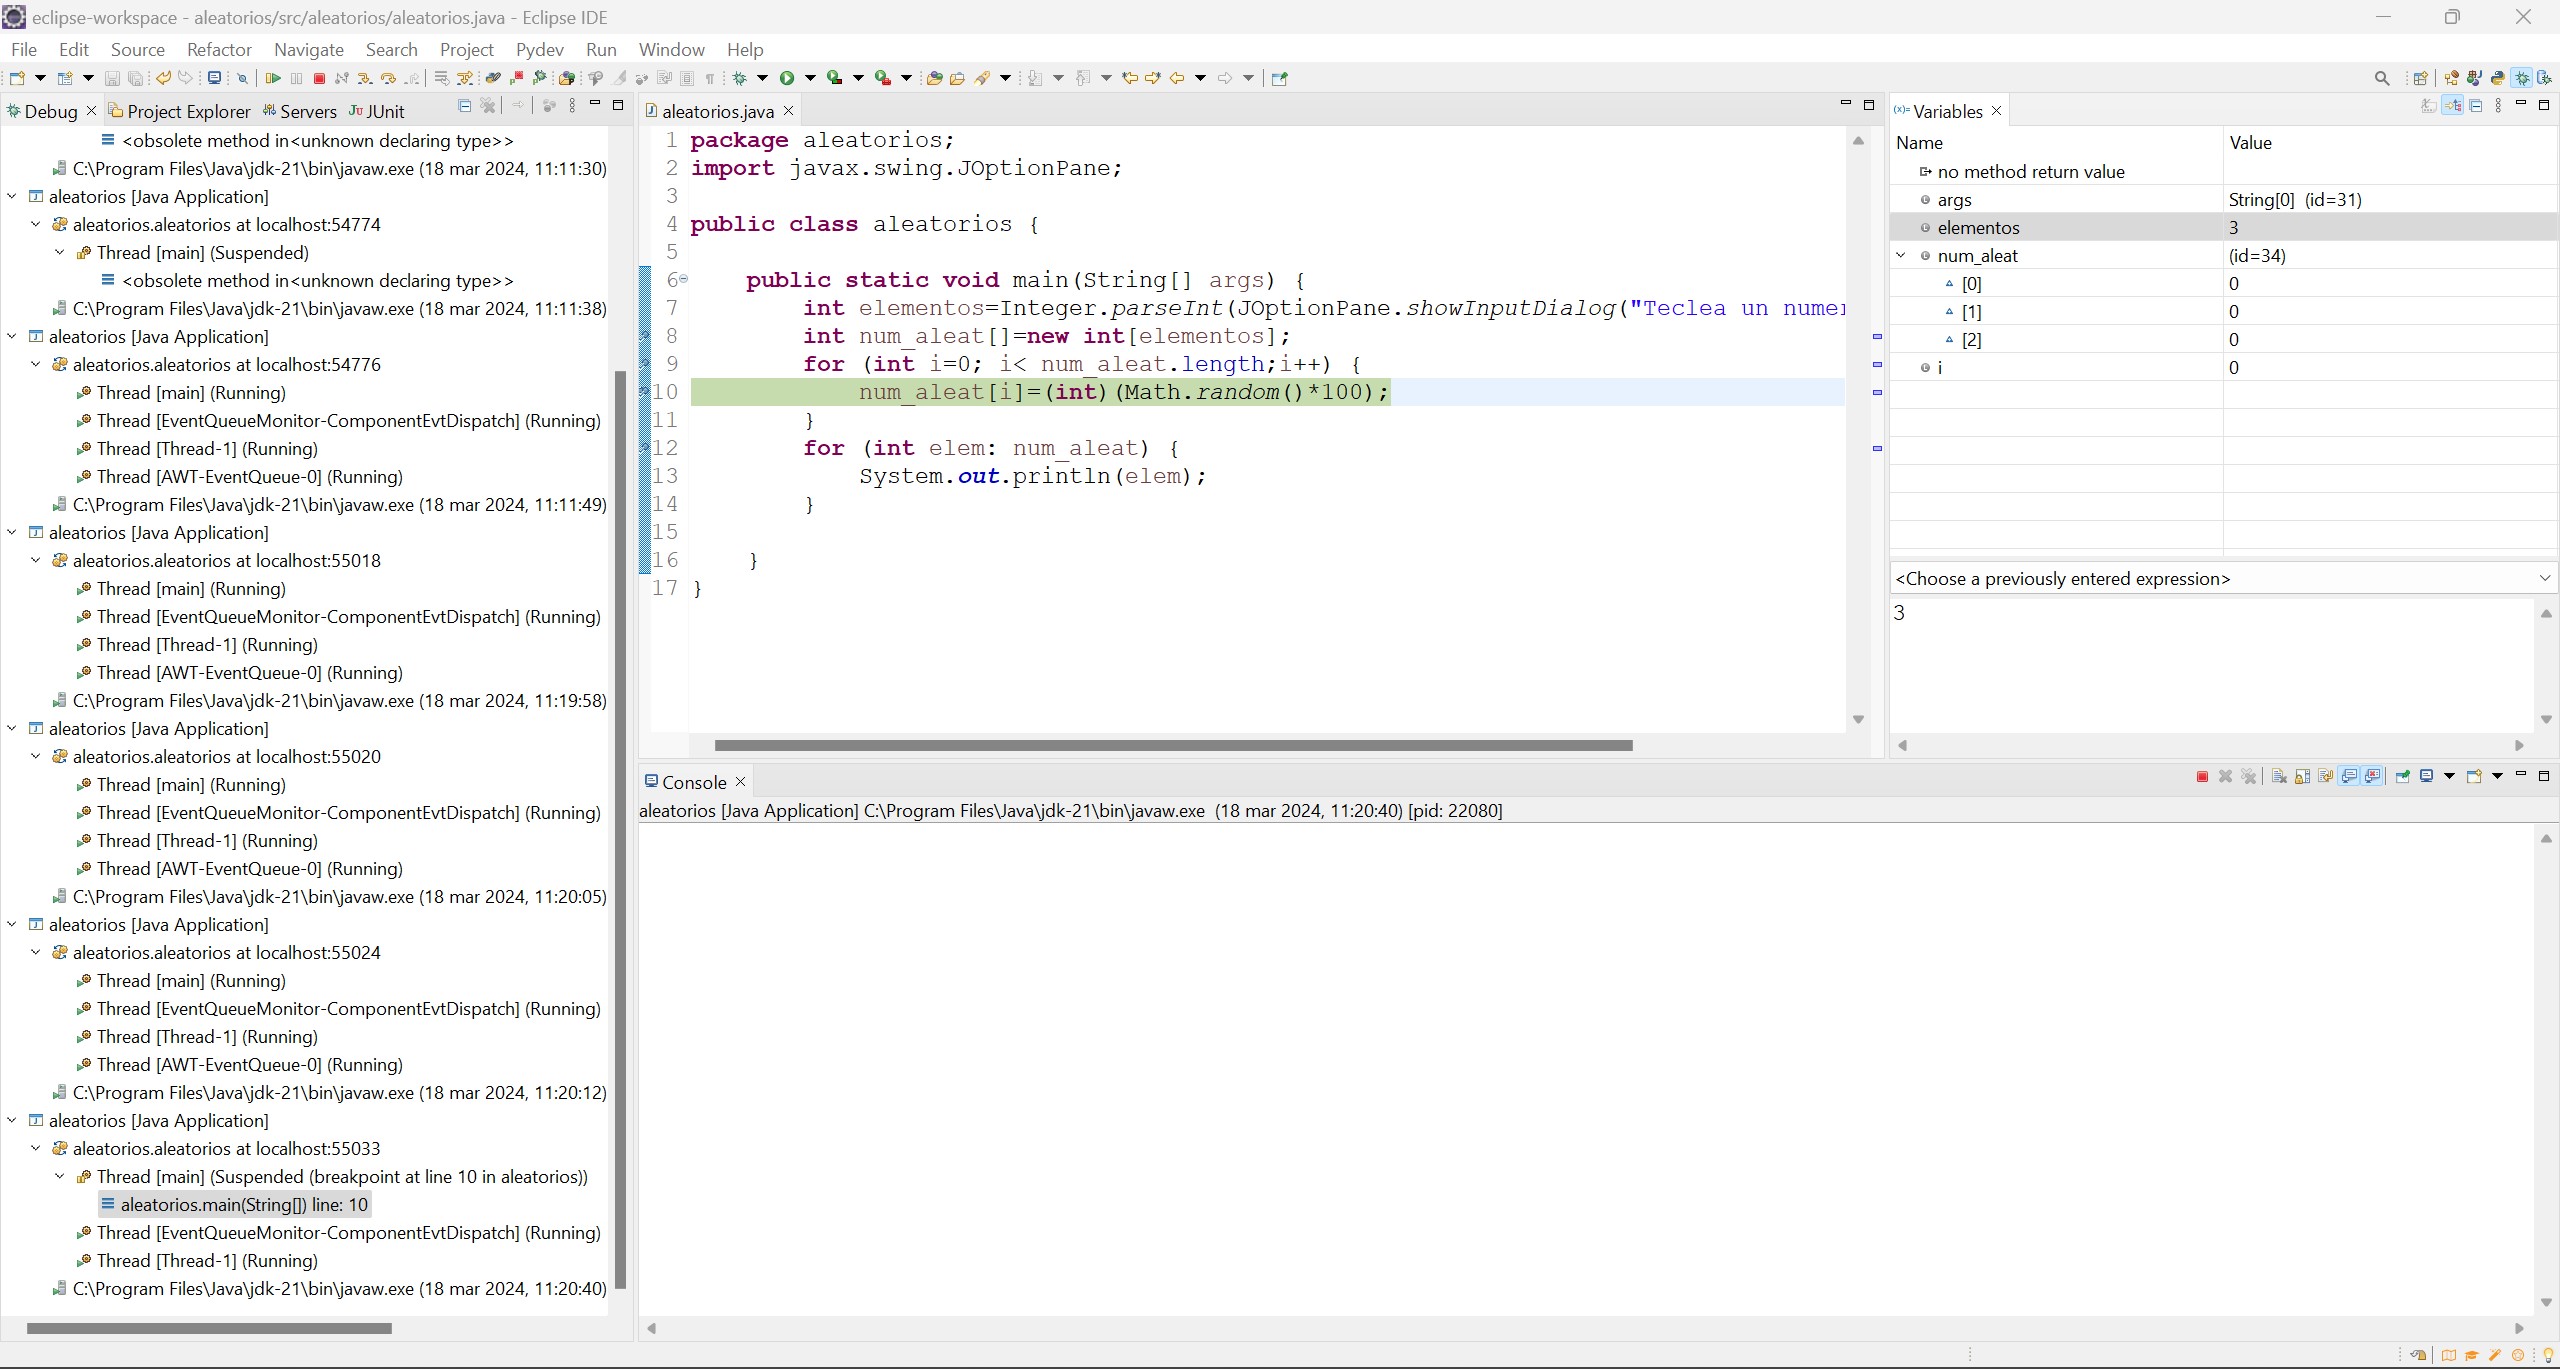 eclipse-workspace - aleatorios/src/aleatorios/aleatorios.java - Eclipse IDE
File Edit Source Refactor Navigate Search Project Pydev Run Window Help
Debug Project Explorer Servers JUnit
<obsolete method in<unknown declaring type>>
C:\Program Files\Java\jdk-21\bin\javaw.exe (18 mar 2024, 11:11:30)
aleatorios [Java Application]
aleatorios.aleatorios at localhost:54774
Thread [main] (Suspended)
<obsolete method in<unknown declaring type>>
C:\Program Files\Java\jdk-21\bin\javaw.exe (18 mar 2024, 11:11:38)
aleatorios [Java Application]
aleatorios.aleatorios at localhost:54776
Thread [main] (Running)
Thread [EventQueueMonitor-ComponentEvtDispatch] (Running)
Thread [Thread-1] (Running)
Thread [AWT-EventQueue-0] (Running)
C:\Program Files\Java\jdk-21\bin\javaw.exe (18 mar 2024, 11:11:49)
aleatorios [Java Application]
aleatorios.aleatorios at localhost:55018
Thread [main] (Running)
Thread [EventQueueMonitor-ComponentEvtDispatch] (Running)
Thread [Thread-1] (Running)
Thread [AWT-EventQueue-0] (Running)
C:\Program Files\Java\jdk-21\bin\javaw.exe (18 mar 2024, 11:19:58)
aleatorios [Java Application]
aleatorios.aleatorios at localhost:55020
Thread [main] (Running)
Thread [EventQueueMonitor-ComponentEvtDispatch] (Running)
Thread [Thread-1] (Running)
Thread [AWT-EventQueue-0] (Running)
C:\Program Files\Java\jdk-21\bin\javaw.exe (18 mar 2024, 11:20:05)
aleatorios [Java Application]
aleatorios.aleatorios at localhost:55024
Thread [main] (Running)
Thread [EventQueueMonitor-ComponentEvtDispatch] (Running)
Thread [Thread-1] (Running)
Thread [AWT-EventQueue-0] (Running)
C:\Program Files\Java\jdk-21\bin\javaw.exe (18 mar 2024, 11:20:12)
aleatorios [Java Application]
aleatorios.aleatorios at localhost:55033
Thread [main] (Suspended (breakpoint at line 10 in aleatorios))
aleatorios.main(String[]) line: 10
Thread [EventQueueMonitor-ComponentEvtDispatch] (Running)
Thread [Thread-1] (Running)
C:\Program Files\Java\jdk-21\bin\javaw.exe (18 mar 2024, 11:20:40)
aleatorios.java
1 package aleatorios;
2 import javax.swing.JOptionPane;
3
4 public class aleatorios {
5
6 public static void main(String[] args) {
7 int elementos=Integer.parseInt(JOptionPane.showInputDialog("Teclea un numer
8 int num_aleat[]=new int[elementos];
9 for (int i=0; i< num_aleat.length;i++) {
10 num_aleat[i]=(int)(Math.random()*100);
11 }
12 for (int elem: num_aleat) {
13 System.out.println(elem);
14 }
15
16 }
17 }
Variables
Name Value
no method return value
args String[0] (id=31)
elementos 3
num_aleat (id=34)
[0] 0
[1] 0
[2] 0
i 0
<Choose a previously entered expression>
3
Console
aleatorios [Java Application] C:\Program Files\Java\jdk-21\bin\javaw.exe (18 mar 2024, 11:20:40) [pid: 22080]